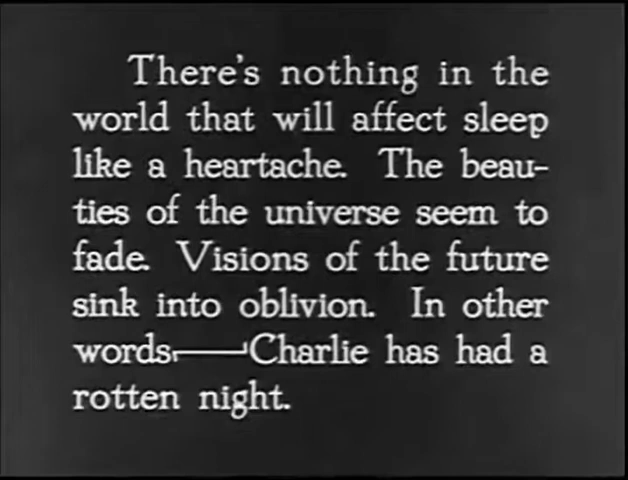 There's nothing in the
world that will affect sleep
like a heartache. The beau-
ties of the universe seem to
fade. Visions of the future
sink into oblivion. In other
words,——Charlie has had a
rotten night.